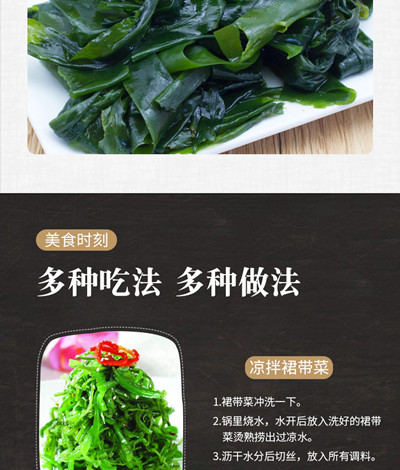 美食时刻
多种吃法 多种做法
凉拌裙带菜
1.裙带菜冲洗一下。
2.锅里烧水，水开后放入洗好的裙带
菜烫熟捞出过凉水。
3.沥干水分后切丝，放入所有调料。